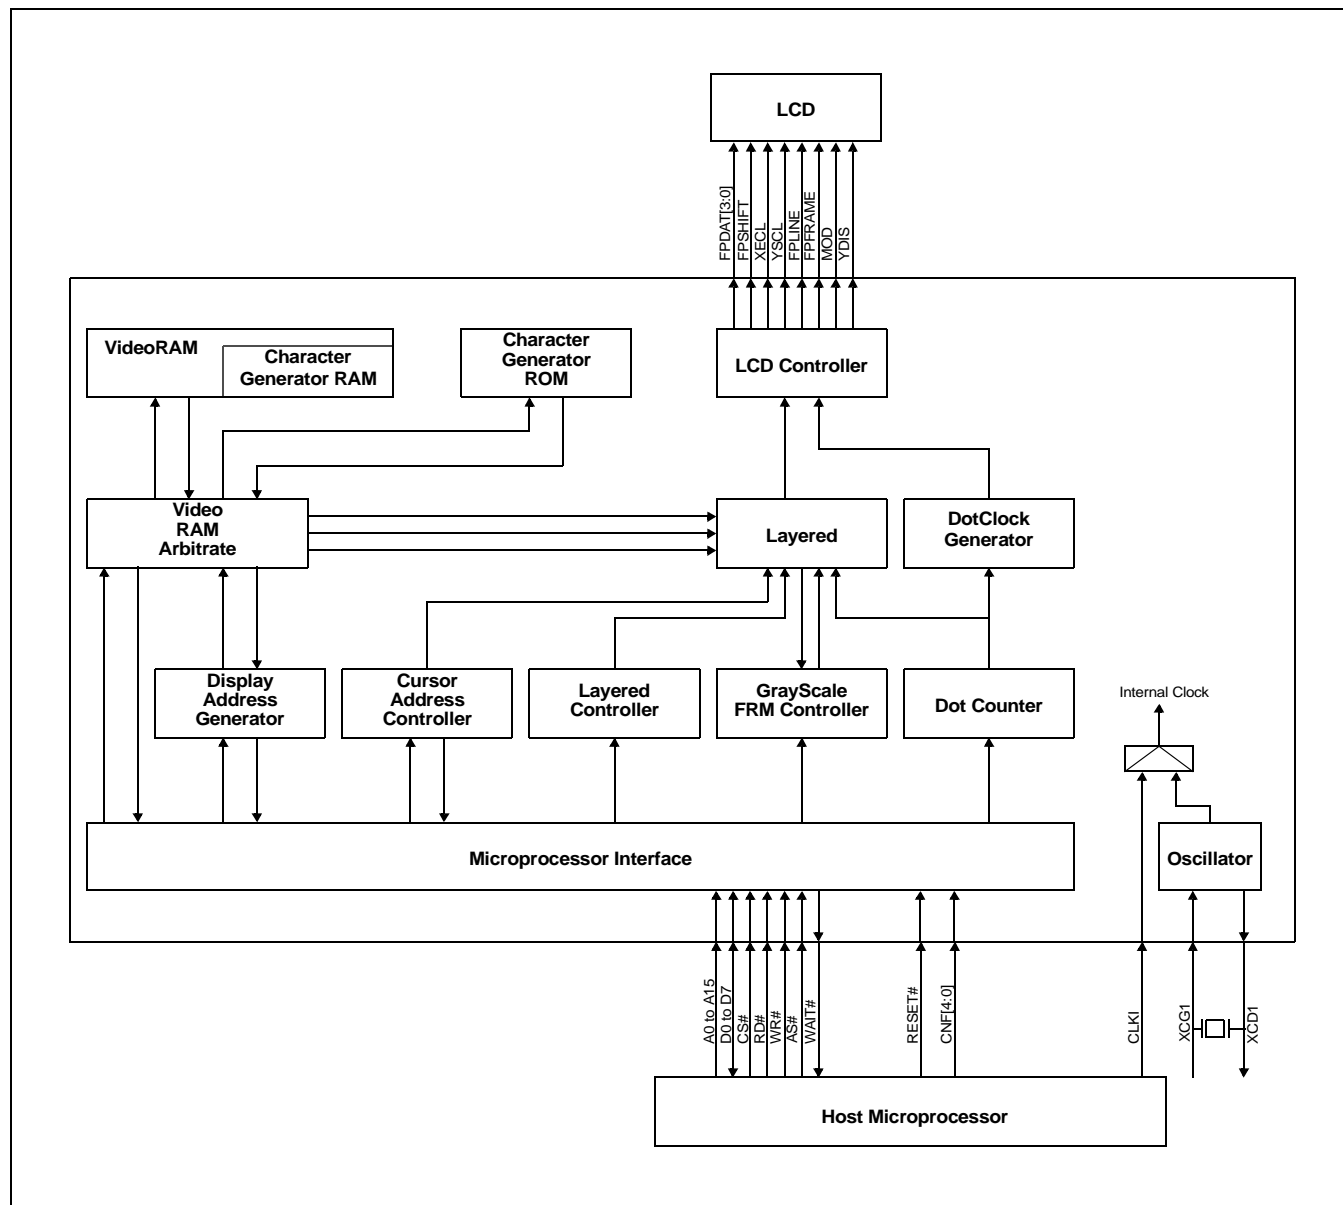 LCD
FPDAT[3:0]
FPSHIFT
XECL
YSCL
FPLINE
FPFRAME
MOD
YDIS
VideoRAM
Character
Generator RAM
Character
Generator
ROM
LCD Controller
Video
RAM
Arbitrate
Layered
DotClock
Generator
Display
Address
Generator
Cursor
Address
Controller
Layered
Controller
GrayScale
FRM Controller
Dot Counter
Internal Clock
Microprocessor Interface
Oscillator
A0 to A15
D0 to D7
CS#
RD#
WR#
AS#
WAIT#
RESET#
CNF[4:0]
CLKI
XCG1
XCD1
Host Microprocessor